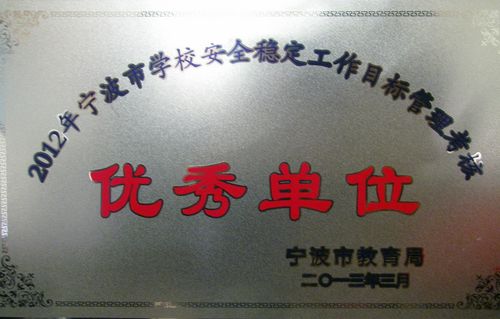 2012年宁波市学校安全稳定工作目标管理考核
优秀单位
宁波市教育局
二〇一三年三月